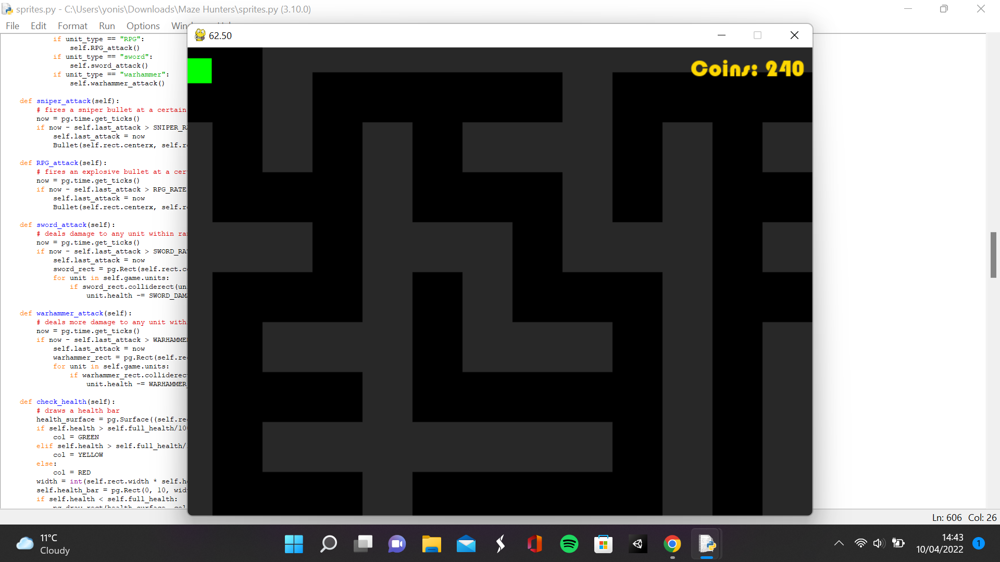 sprites.py - C:\Users\yonis\Downloads\Maze Hunters\sprites.py (3.10.0)
File Edit Format Run Options
62.50
if unit_type == "RPG":
self.RPG_attack()
if unit_type == "sword":
self.sword_attack()
if unit_type == "warhammer":
self.warhammer_attack()
def sniper_attack(self):
# fires a sniper bullet at a certain
now = pg.time.get_ticks()
if now - self.last_attack > SNIPER_R
self.last_attack = now
Bullet(self.rect.centerx, self.r
def RPG_attack(self):
# fires an explosive bullet at a cer
now = pg.time.get_ticks()
if now - self.last_attack > RPG_RATE
self.last_attack = now
Bullet(self.rect.centerx, self.r
def sword_attack(self):
# deals damage to any unit within ra
now = pg.time.get_ticks()
if now - self.last_attack > SWORD_RA
self.last_attack = now
sword_rect = pg.Rect(self.rect.c
for unit in self.game.units:
if sword_rect.colliderect(un
unit.health -= SWORD_DAM
def warhammer_attack(self):
# deals more damage to any unit with
now = pg.time.get_ticks()
if now - self.last_attack > WARHAMME
self.last_attack = now
warhammer_rect = pg.Rect(self.re
for unit in self.game.units:
if warhammer_rect.colliderec
unit.health -= WARHAMMER
def check_health(self):
# draws a health bar
health_surface = pg.Surface((self.re
if self.health > self.full_health/10
col = GREEN
elif self.health > self.full_health/
col = YELLOW
else:
col = RED
width = int(self.rect.width * self.h
self.health_bar = pg.Rect(0, 10, wid
if self.health < self.full_health:
Coins: 240
Ln: 606 Col: 26
11°C
Cloudy
14:43
10/04/2022
1